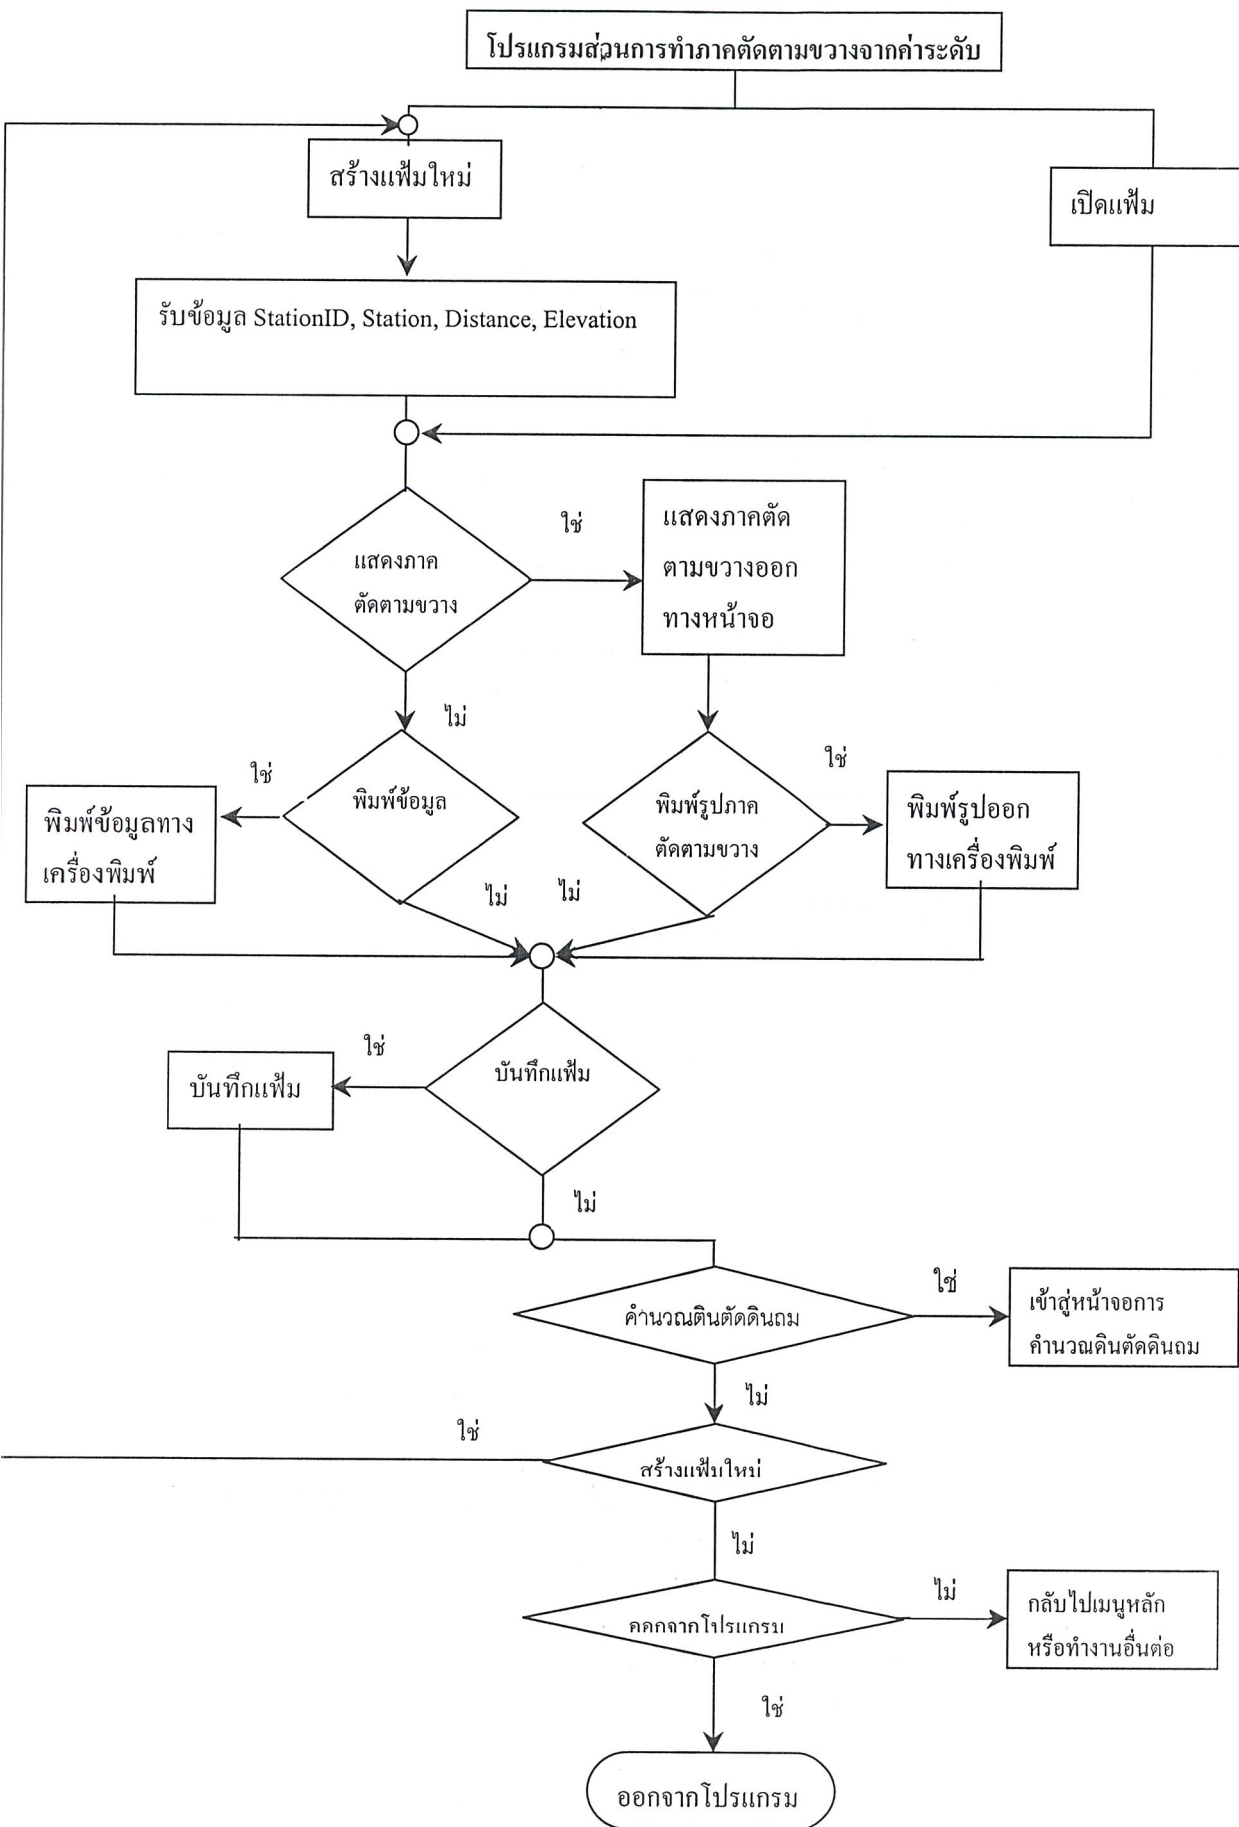 โปรแกรมส่วนการทำภาคตัดตามขวางจากค่าระดับ
สร้างแฟ้มใหม่
เปิดแฟ้ม
รับข้อมูล StationID, Station, Distance, Elevation
ใช่
แสดงภาค
ตัดตามขวาง
แสดงภาคตัด
ตามขวางออก
ทางหน้าจอ
ไม่
ใช่
พิมพ์ข้อมูล
พิมพ์ข้อมูลทาง
เครื่องพิมพ์
พิมพ์รูปภาค
ตัดตามขวาง
ใช่
พิมพ์รูปออก
ทางเครื่องพิมพ์
ไม่
ไม่
ใช่
บันทึกแฟ้ม
บันทึกแฟ้ม
ไม่
คำนวณดินตัดดินถม
ใช่
เข้าสู่หน้าจอการ
คำนวณดินตัดดินถม
ไม่
ใช่
สร้างแฟ้มใหม่
ไม่
ออกจากโปรแกรม
ไม่
กลับไปเมนูหลัก
หรือทำงานอื่นต่อ
ใช่
ออกจากโปรแกรม